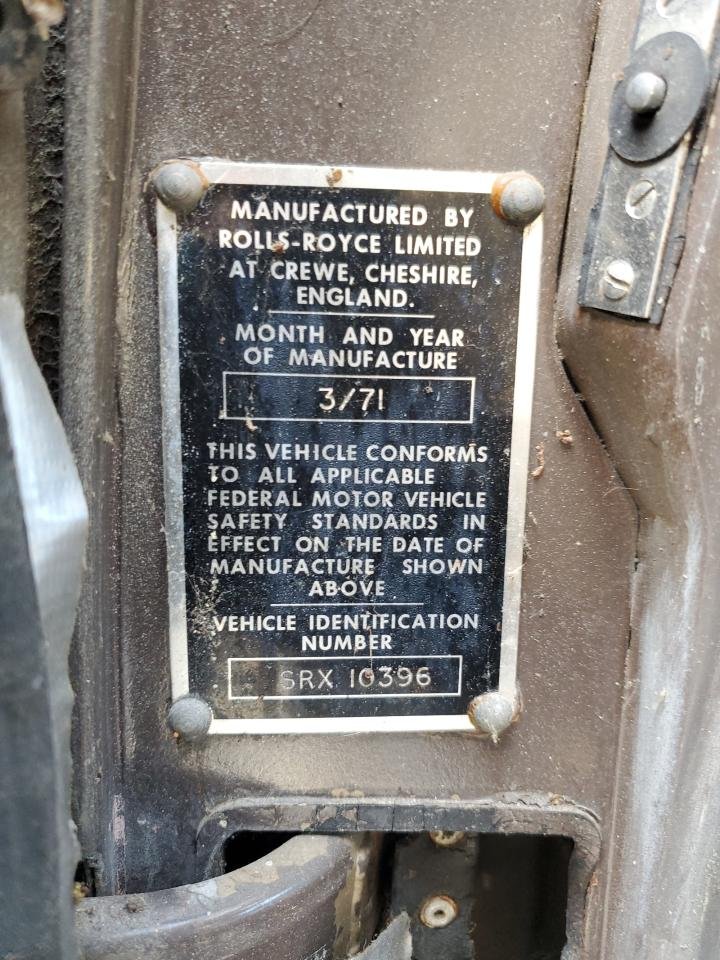 MANUFACTURED BY
ROLLS-ROYCE LIMITED
AT CREWE, CHESHIRE,
ENGLAND.
MONTH AND YEAR
OF MANUFACTURE
3/71
THIS VEHICLE CONFORMS
TO ALL APPLICABLE
FEDERAL MOTOR VEHICLE
SAFETY STANDARDS IN
EFFECT ON THE DATE OF
MANUFACTURE SHOWN
ABOVE
VEHICLE IDENTIFICATION
NUMBER
SRX 10396